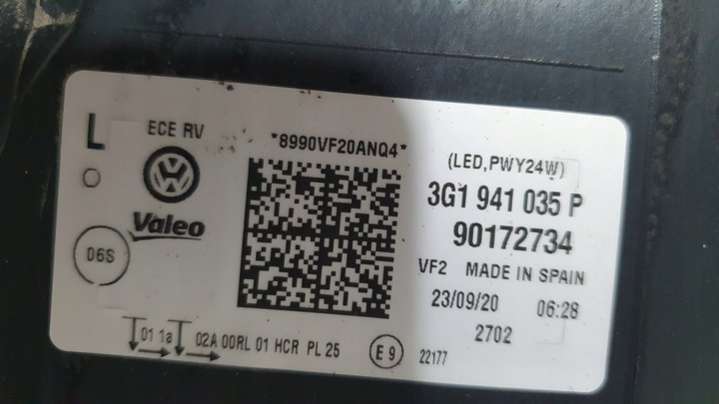 L
ECE RV
*8990VF20ANQ4*
(LED,PWY24W)
3G1 941 035 P
Valeo
90172734
06S
VF2 MADE IN SPAIN
23/09/20 06:28
2702
01 1a 02A 00RL 01 HCR PL 25
E 9
22177